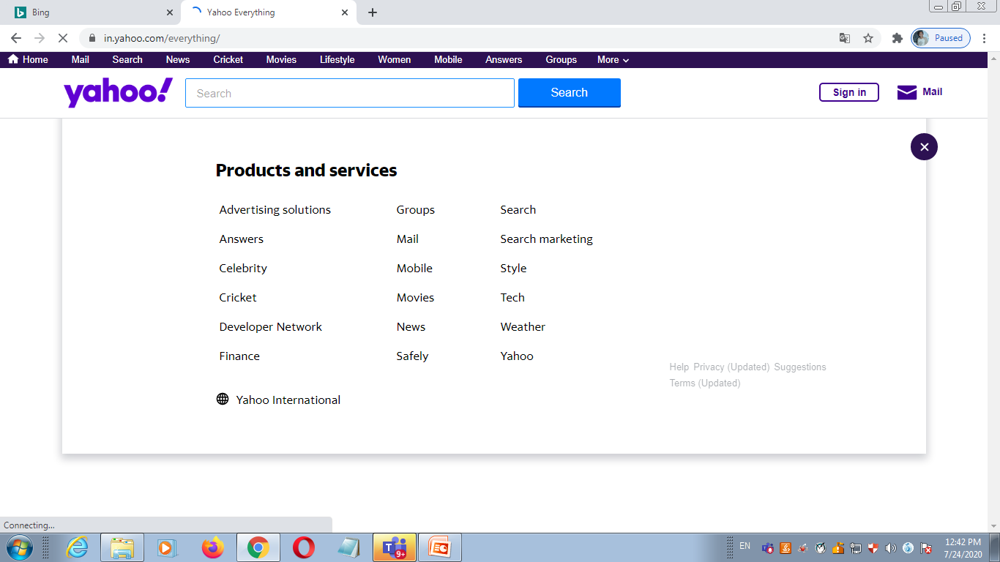 Bing
Yahoo Everything
in.yahoo.com/everything/
Paused
Home Mail Search News Cricket Movies Lifestyle Women Mobile Answers Groups More
yahoo! Search Search Sign in Mail
Products and services
Advertising solutions Groups Search
Answers Mail Search marketing
Celebrity Mobile Style
Cricket Movies Tech
Developer Network News Weather
Finance Safely Yahoo
Help Privacy (Updated) Suggestions
Terms (Updated)
Yahoo International
Connecting...
9+
EN
12:42 PM
7/24/2020